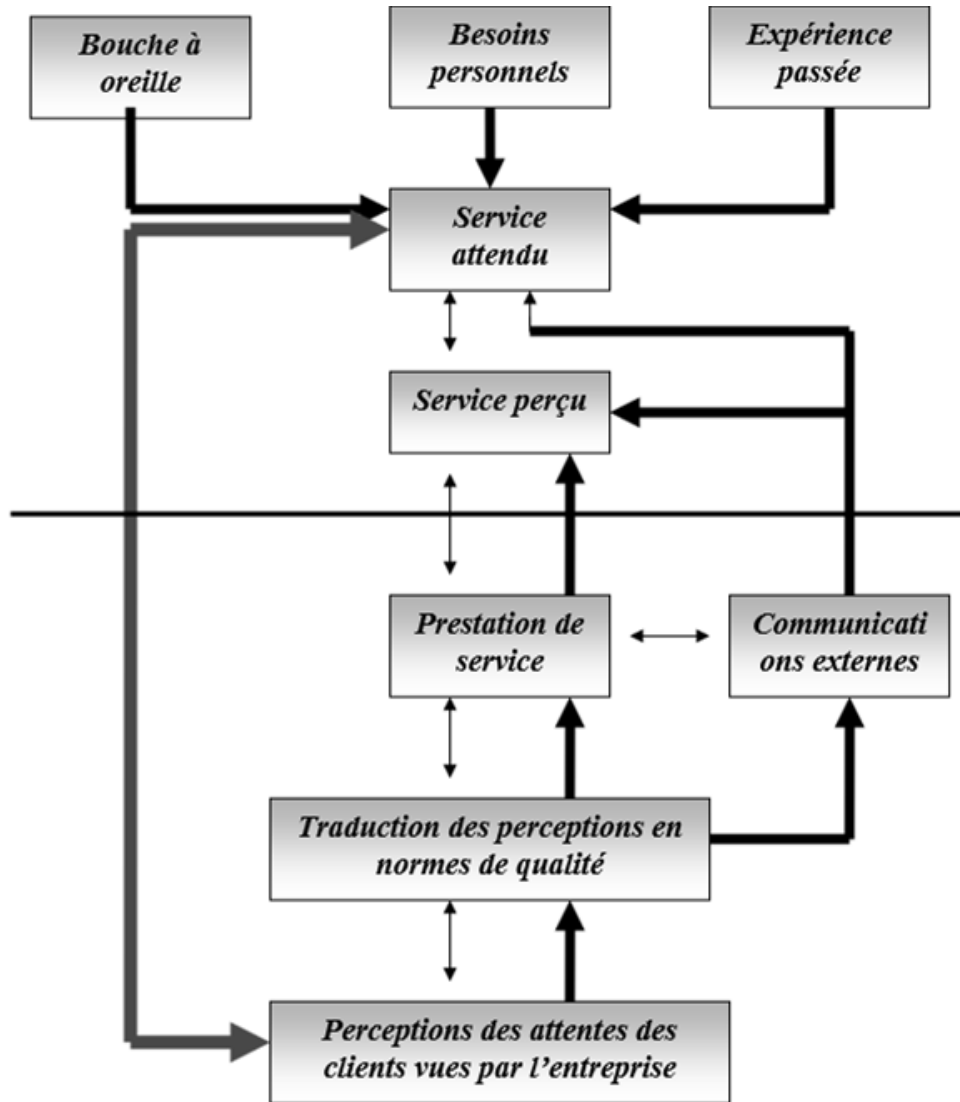 Bouche à
oreille
Besoins
personnels
Expérience
passée
Service
attendu
Service perçu
Prestation de
service
Communicati
ons externes
Traduction des perceptions en
normes de qualité
Perceptions des attentes des
clients vues par l'entreprise